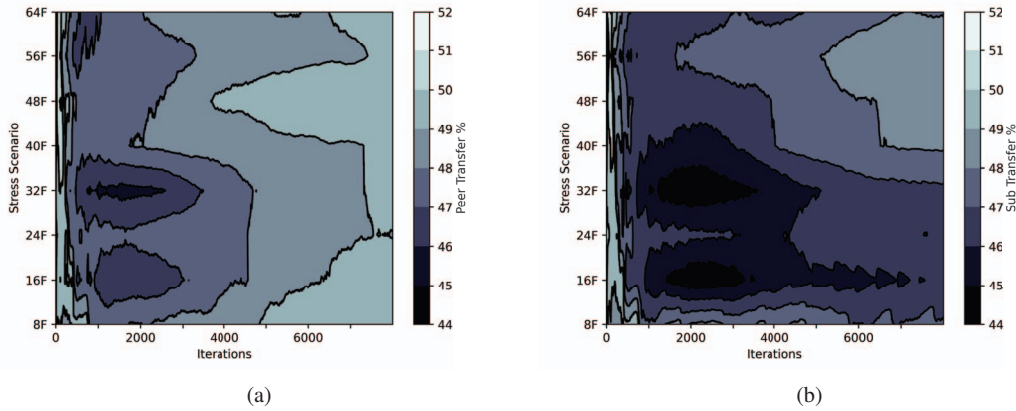 64F
56F
48F
40F
32F
24F
16F
8F
Stress Scenario
0
2000
4000
6000
Iterations
52
51
50
49
48
47
46
45
44
Peer Transfer %
(a)
64F
56F
48F
40F
32F
24F
16F
8F
Stress Scenario
0
2000
4000
6000
Iterations
52
51
50
49
48
47
46
45
44
Sub Transfer %
(b)